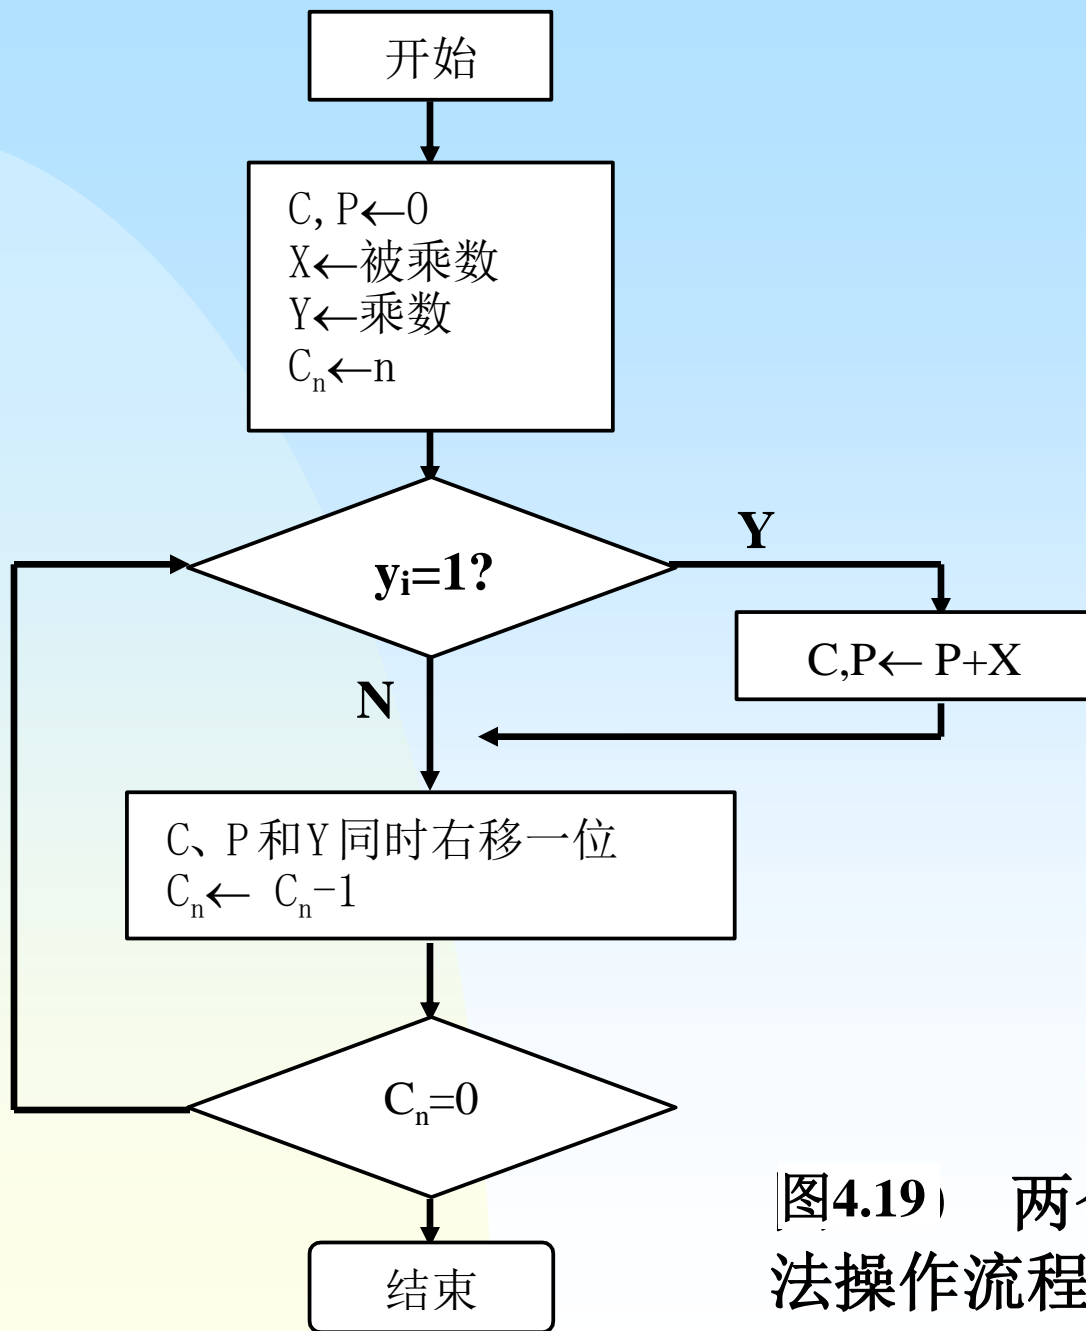 开始
C, P←0
X←被乘数
Y←乘数
Cₙ←n
yᵢ=1?
Y
C,P← P+X
N
C、P和Y同时右移一位
Cₙ← Cₙ-1
Cₙ=0
结束
图4.19 两
法操作流程